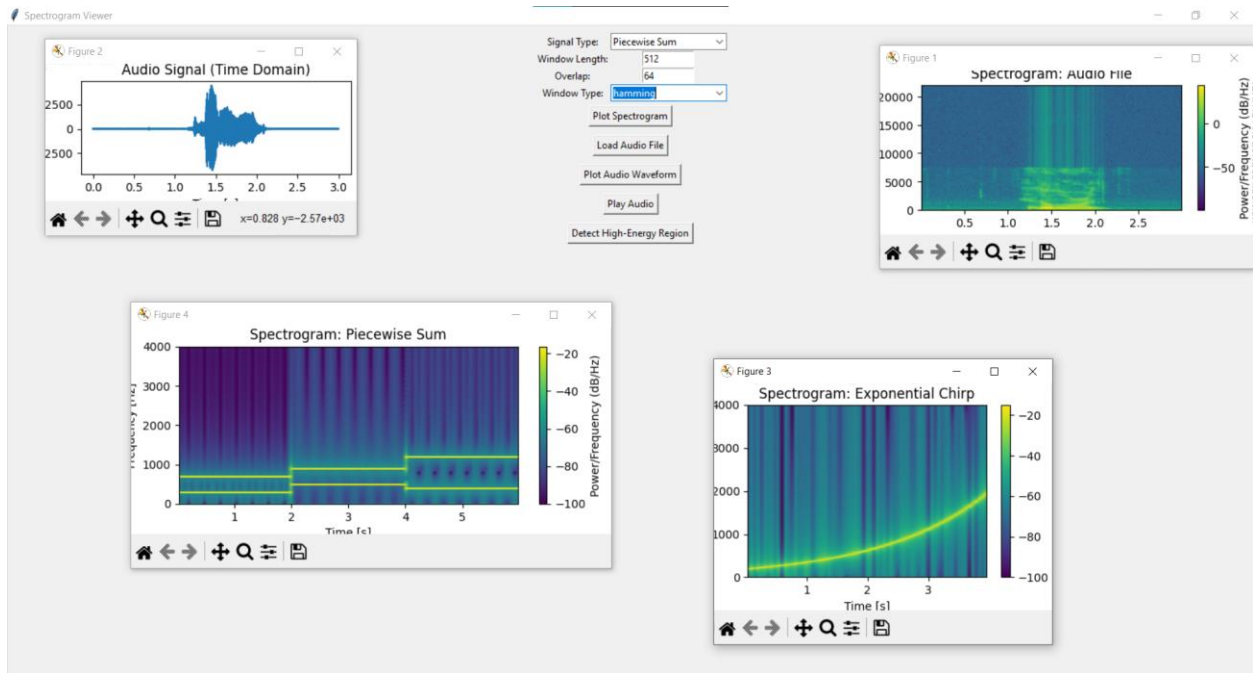 Spectrogram Viewer
Signal Type: Piecewise Sum
Window Length: 512
Overlap: 64
Window Type: hamming
Plot Spectrogram
Load Audio File
Plot Audio Waveform
Play Audio
Detect High-Energy Region
Figure 2
Audio Signal (Time Domain)
2500
0
2500
0.0 0.5 1.0 1.5 2.0 2.5 3.0
x=0.828 y=−2.57e+03
Figure 1
Spectrogram: Audio File
20000
15000
10000
5000
0
0.5 1.0 1.5 2.0 2.5
0
−50
Power/Frequency (dB/Hz)
Figure 4
Spectrogram: Piecewise Sum
4000
3000
2000
1000
0
1 2 3 4 5
Time [s]
Frequency [Hz]
−20
−40
−60
−80
−100
Power/Frequency (dB/Hz)
Figure 3
Spectrogram: Exponential Chirp
4000
3000
2000
1000
0
1 2 3
Time [s]
−20
−40
−60
−80
−100